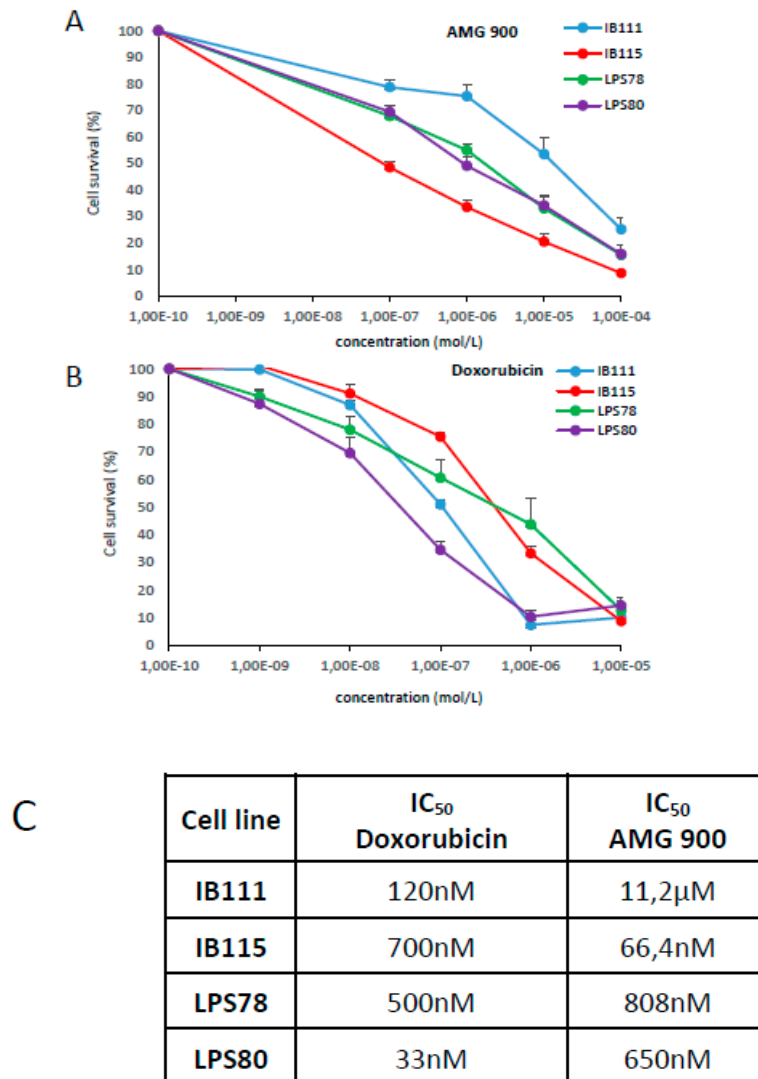 A
AMG 900
IB111
IB115
LPS78
LPS80
Cell survival (%)
100
90
80
70
60
50
40
30
20
10
0
1,00E-10 1,00E-09 1,00E-08 1,00E-07 1,00E-06 1,00E-05 1,00E-04
concentration (mol/L)
B
Doxorubicin
IB111
IB115
LPS78
LPS80
Cell survival (%)
100
90
80
70
60
50
40
30
20
10
0
1,00E-10 1,00E-09 1,00E-08 1,00E-07 1,00E-06 1,00E-05
concentration (mol/L)
C
Cell line IC50 Doxorubicin IC50 AMG 900
IB111 120nM 11,2µM
IB115 700nM 66,4nM
LPS78 500nM 808nM
LPS80 33nM 650nM